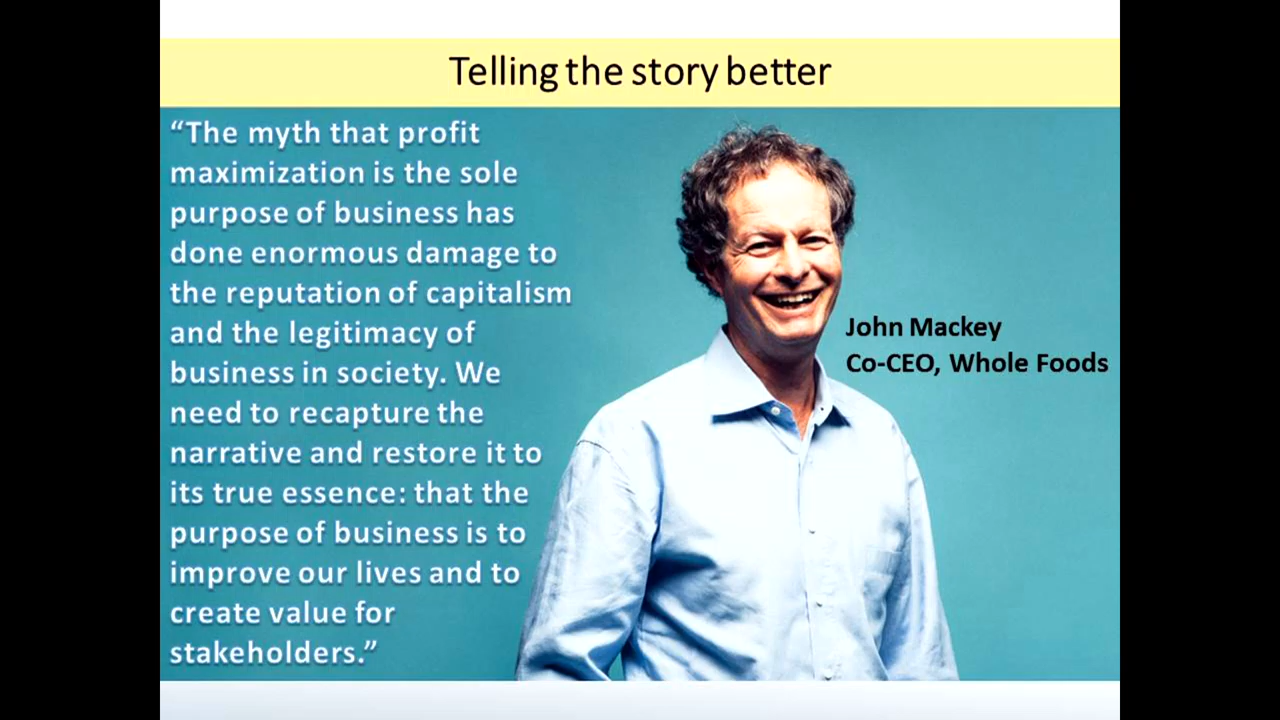 Telling the story better
“The myth that profit
maximization is the sole
purpose of business has
done enormous damage to
the reputation of capitalism
and the legitimacy of
business in society. We
need to recapture the
narrative and restore it to
its true essence: that the
purpose of business is to
improve our lives and to
create value for
stakeholders.”
John Mackey
Co-CEO, Whole Foods